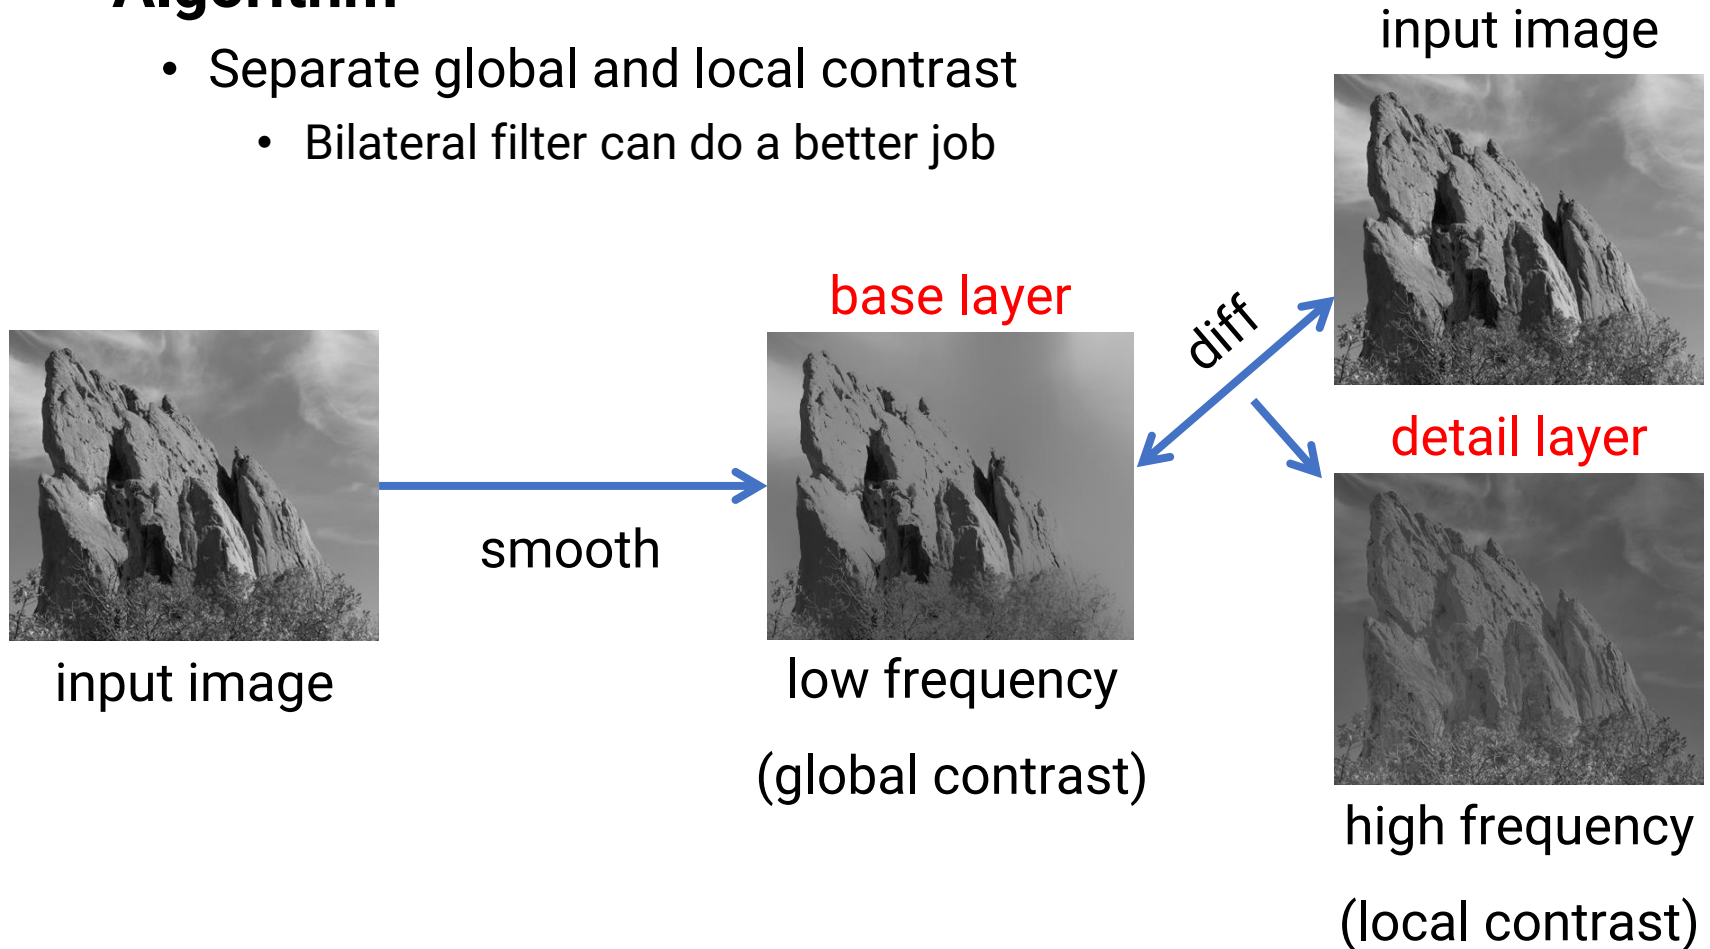 Algorithm
• Separate global and local contrast
• Bilateral filter can do a better job
input image
base layer
diff
detail layer
smooth
input image
low frequency
(global contrast)
high frequency
(local contrast)